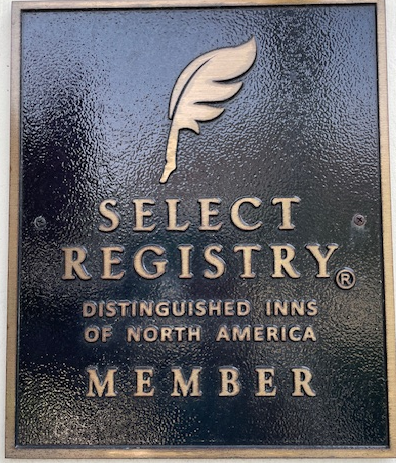 SELECT
REGISTRY®
DISTINGUISHED INNS
OF NORTH AMERICA
MEMBER